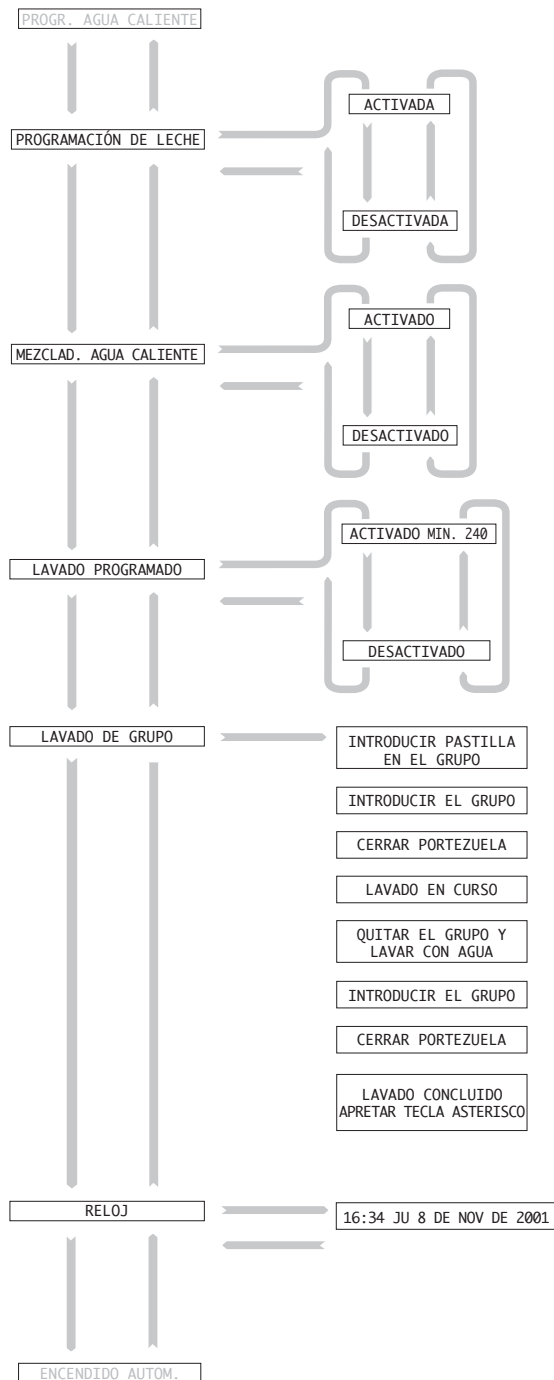 PROGR. AGUA CALIENTE
PROGRAMACIÓN DE LECHE
ACTIVADA
DESACTIVADA
MEZCLAD. AGUA CALIENTE
ACTIVADO
DESACTIVADO
LAVADO PROGRAMADO
ACTIVADO MIN. 240
DESACTIVADO
LAVADO DE GRUPO
INTRODUCIR PASTILLA
EN EL GRUPO
INTRODUCIR EL GRUPO
CERRAR PORTEZUELA
LAVADO EN CURSO
QUITAR EL GRUPO Y
LAVAR CON AGUA
INTRODUCIR EL GRUPO
CERRAR PORTEZUELA
LAVADO CONCLUIDO
APRETAR TECLA ASTERISCO
RELOJ
16:34 JU 8 DE NOV DE 2001
ENCENDIDO AUTOM.